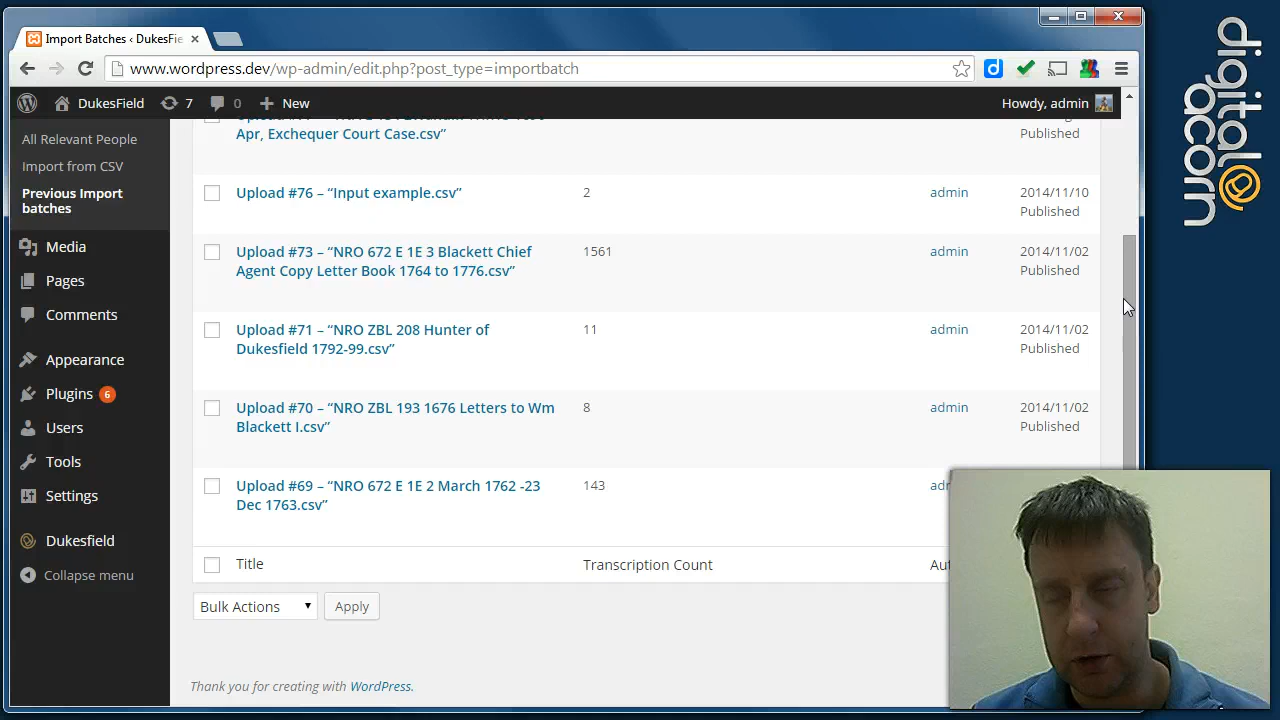 Import Batches ‹ DukesFie
www.wordpress.dev/wp-admin/edit.php?post_type=importbatch
DukesField 7 0 New Howdy, admin
All Relevant People
Import from CSV
Previous Import
batches
Media
Pages
Comments
Appearance
Plugins 6
Users
Tools
Settings
Dukesfield
Collapse menu
Apr, Exchequer Court Case.csv”
Published
Upload #76 – “Input example.csv” 2 admin 2014/11/10
Published
Upload #73 – “NRO 672 E 1E 3 Blackett Chief 1561 admin 2014/11/02
Agent Copy Letter Book 1764 to 1776.csv” Published
Upload #71 – “NRO ZBL 208 Hunter of 11 admin 2014/11/02
Dukesfield 1792-99.csv” Published
Upload #70 – “NRO ZBL 193 1676 Letters to Wm 8 admin 2014/11/02
Blackett I.csv” Published
Upload #69 – “NRO 672 E 1E 2 March 1762 -23 143
Dec 1763.csv”
Title Transcription Count
Bulk Actions Apply
Thank you for creating with WordPress.
digital
acorn